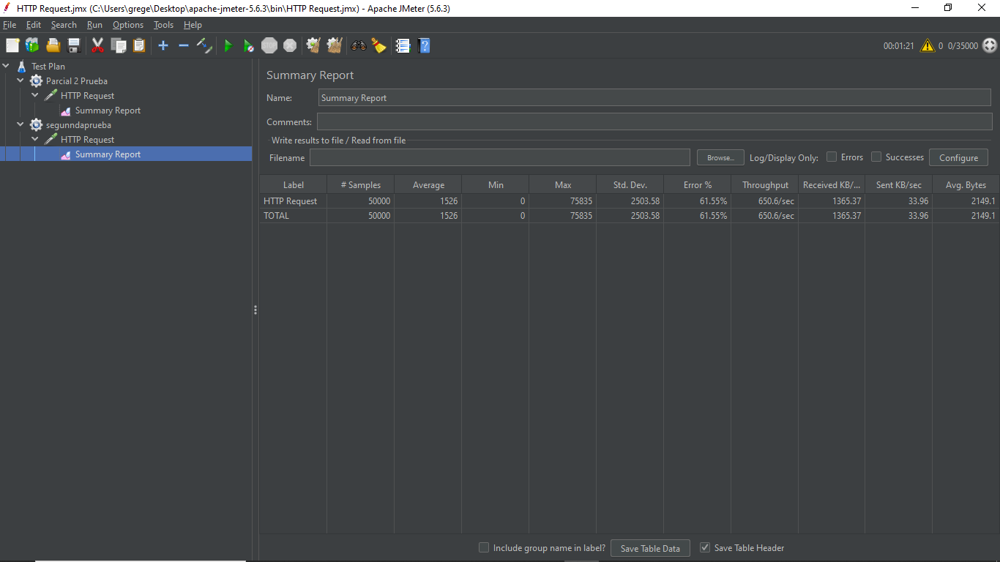 HTTP Request.jmx (C:\Users\grege\Desktop\apache-jmeter-5.6.3\bin\HTTP Request.jmx) - Apache JMeter (5.6.3)
File Edit Search Run Options Tools Help
STOP 00:01:21 0 0/35000
Test Plan
Parcial 2 Prueba
HTTP Request
Summary Report
segunndaprueba
HTTP Request
Summary Report
Summary Report
Name: Summary Report
Comments:
Write results to file / Read from file
Filename Browse... Log/Display Only: Errors Successes Configure
Label # Samples Average Min Max Std. Dev. Error % Throughput Received KB/... Sent KB/sec Avg. Bytes
HTTP Request 50000 1526 0 75835 2503.58 61.55% 650.6/sec 1365.37 33.96 2149.1
TOTAL 50000 1526 0 75835 2503.58 61.55% 650.6/sec 1365.37 33.96 2149.1
Include group name in label? Save Table Data Save Table Header